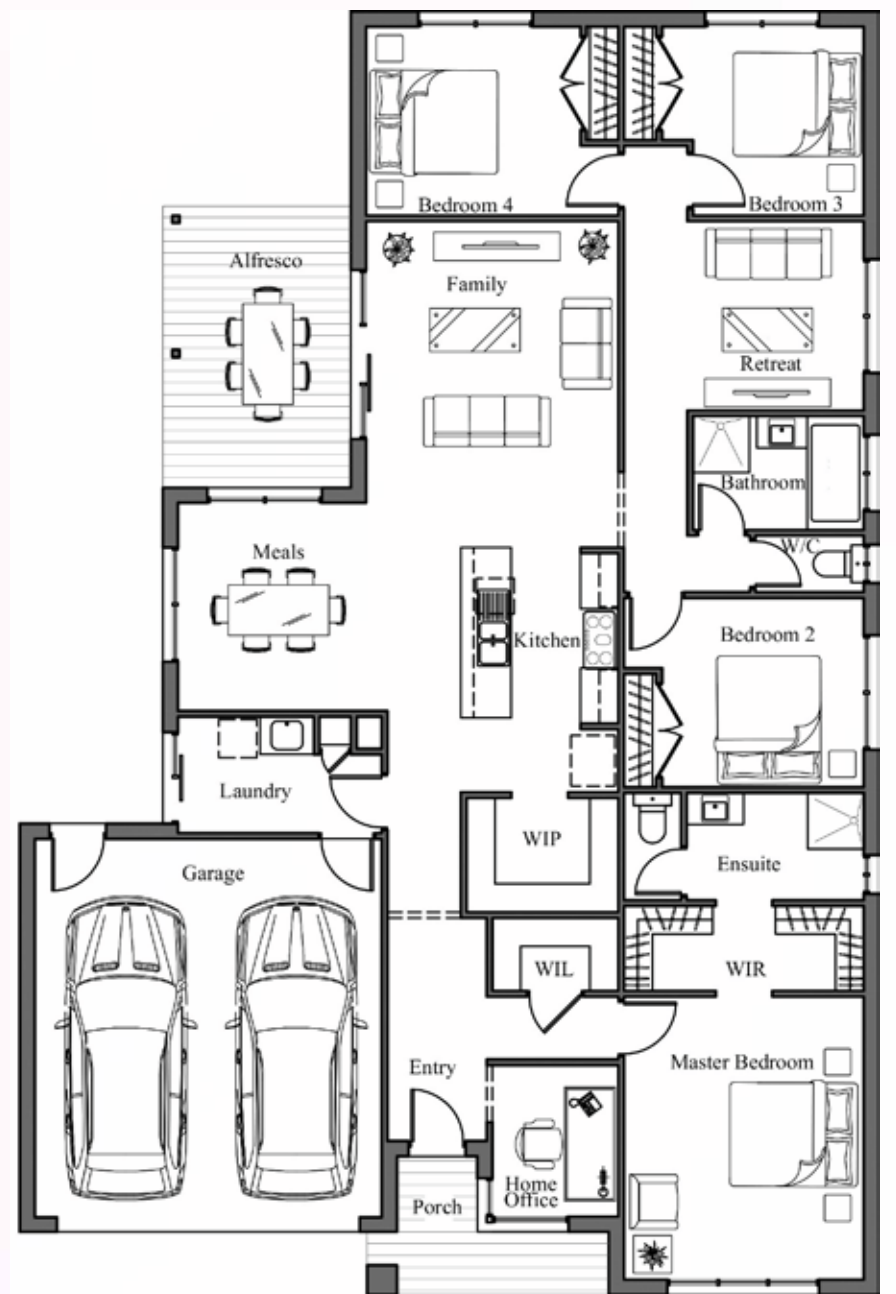 Bedroom 4
Bedroom 3
Alfresco
Family
Retreat
Bathroom
W/C
Meals
Kitchen
Bedroom 2
Laundry
WIP
Ensuite
Garage
WIL
WIR
Entry
Master Bedroom
Home
Office
Porch